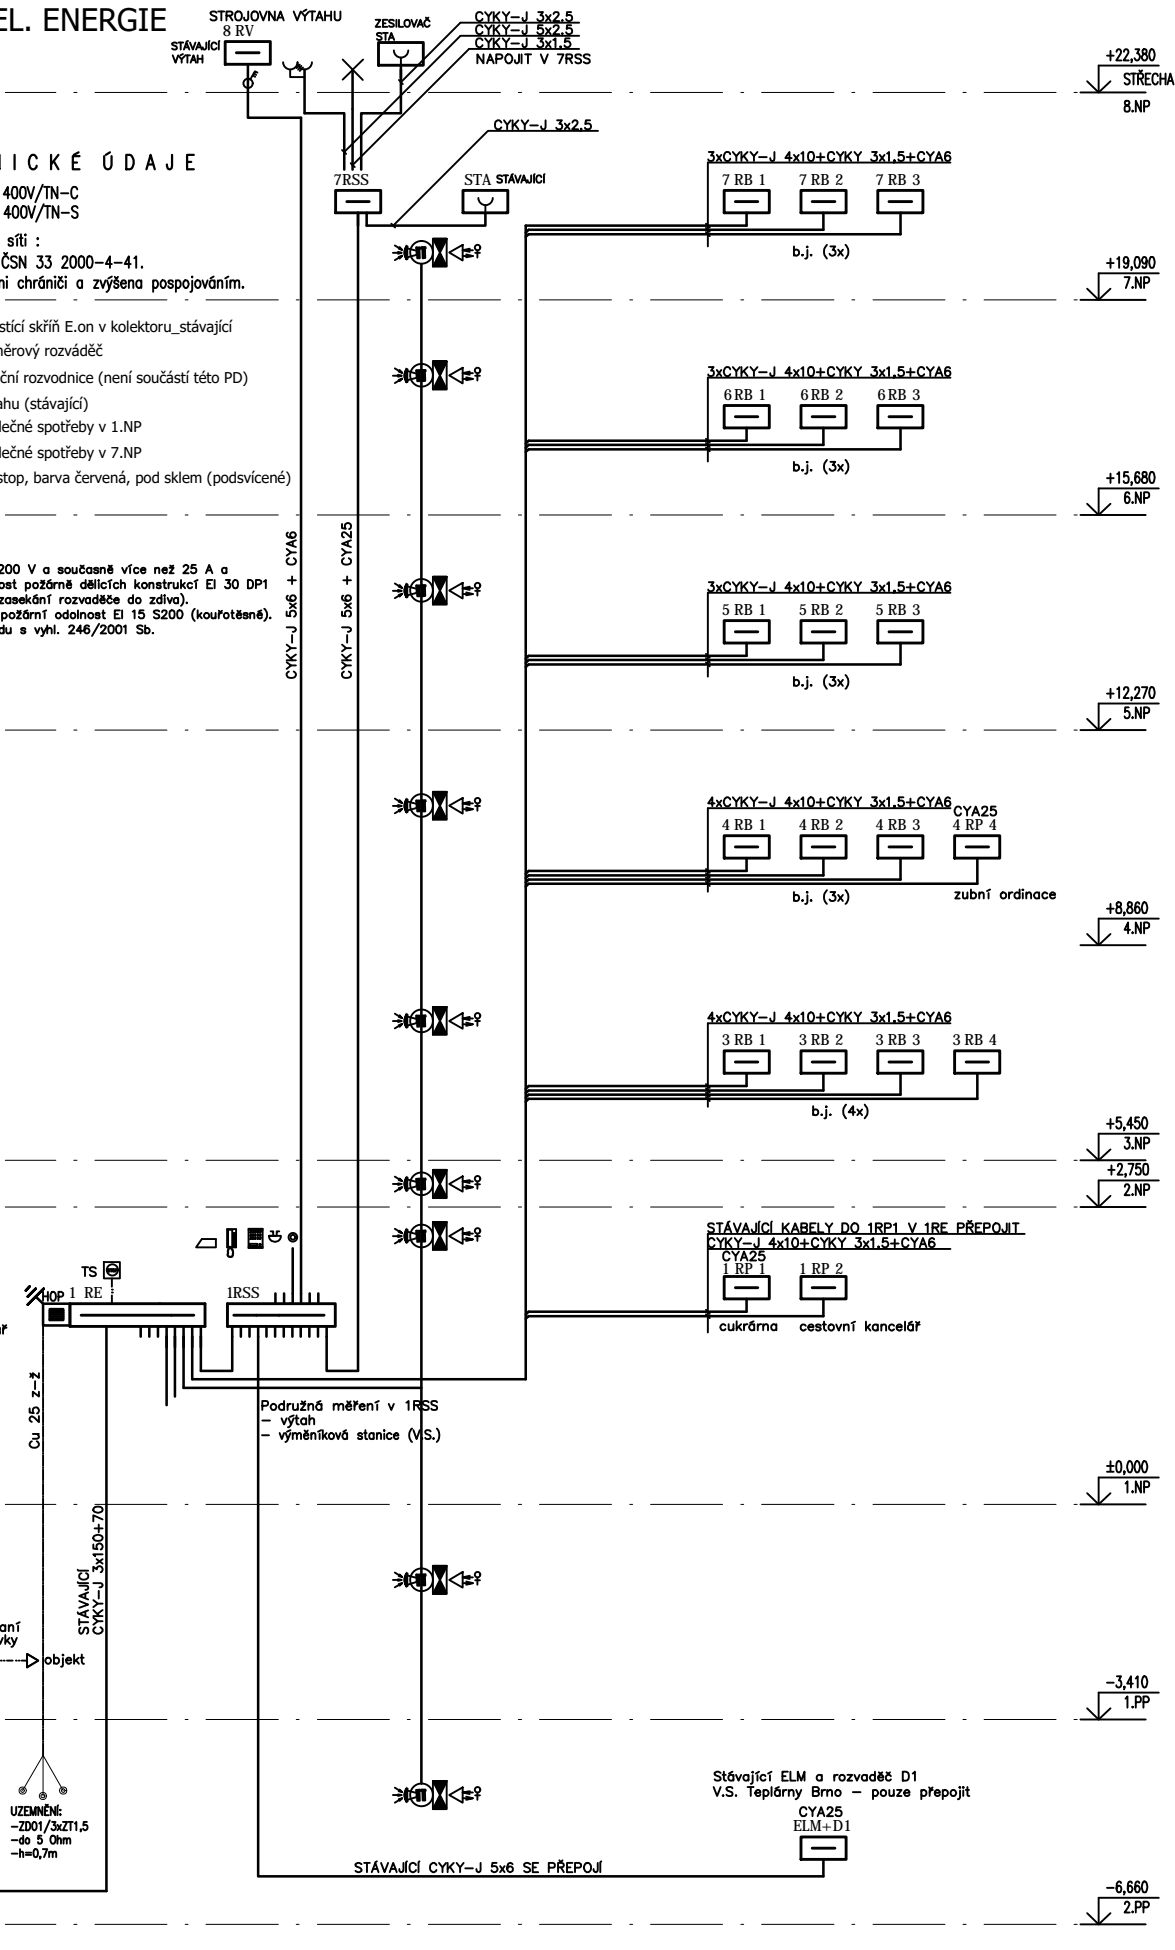 EL. ENERGIE
STROJOVNA VÝTAHU
8 RV
STÁVAJÍCÍ
VÝTAH
ZESILOVAČ
STA
CYKY-J 3x2.5
CYKY-J 5x2.5
CYKY-J 3x1.5
NAPOJIT V 7RSS
+22,380
STŘECHA
8.NP
CYKY-J 3x2.5
NICKÉ ÚDAJE
400V/TN-C
400V/TN-S
síti :
ČSN 33 2000-4-41.
mi chrániči a zvýšena pospojováním.
7RSS
STA STÁVAJÍCÍ
3xCYKY-J 4x10+CYKY 3x1.5+CYA6
7 RB 1 7 RB 2 7 RB 3
b.j. (3x)
+19,090
7.NP
stící skříň E.on v kolektoru_stávající
měrový rozváděč
ční rozvodnice (není součástí této PD)
ahu (stávající)
lečné spotřeby v 1.NP
lečné spotřeby v 7.NP
stop, barva červená, pod sklem (podsvícené)
3xCYKY-J 4x10+CYKY 3x1.5+CYA6
6 RB 1 6 RB 2 6 RB 3
b.j. (3x)
+15,680
6.NP
200 V a současně více než 25 A a
ost požárně dělicích konstrukcí EI 30 DP1
zasekání rozvaděče do zdiva).
požární odolnost EI 15 S200 (kouřotěsné).
du s vyhl. 246/2001 Sb.
CYKY-J 5x6 + CYA6
CYKY-J 5x6 + CYA25
3xCYKY-J 4x10+CYKY 3x1.5+CYA6
5 RB 1 5 RB 2 5 RB 3
b.j. (3x)
+12,270
5.NP
4xCYKY-J 4x10+CYKY 3x1.5+CYA6
CYA25
4 RB 1 4 RB 2 4 RB 3 4 RP 4
b.j. (3x)
zubní ordinace
+8,860
4.NP
4xCYKY-J 4x10+CYKY 3x1.5+CYA6
3 RB 1 3 RB 2 3 RB 3 3 RB 4
b.j. (4x)
+5,450
3.NP
+2,750
2.NP
STÁVAJÍCÍ KABELY DO 1RP1 V 1RE PŘEPOJIT
CYKY-J 4x10+CYKY 3x1.5+CYA6
CYA25
1 RP 1 1 RP 2
cukrárna cestovní kancelář
TS
HOP 1 RE
1RSS
ř
Cu 25 z-ž
Podružná měření v 1RSS
- výtah
- výměníková stanice (V.S.)
±0,000
1.NP
STÁVAJÍCÍ
CYKY-J 3x150+70
aní
vky
objekt
-3,410
1.PP
UZEMNĚNÍ:
-ZD01/3xZT1,5
-do 5 Ohm
-h=0,7m
Stávající ELM a rozvaděč D1
V.S. Teplárny Brno - pouze přepojit
CYA25
ELM+D1
STÁVAJÍCÍ CYKY-J 5x6 SE PŘEPOJÍ
-6,660
2.PP